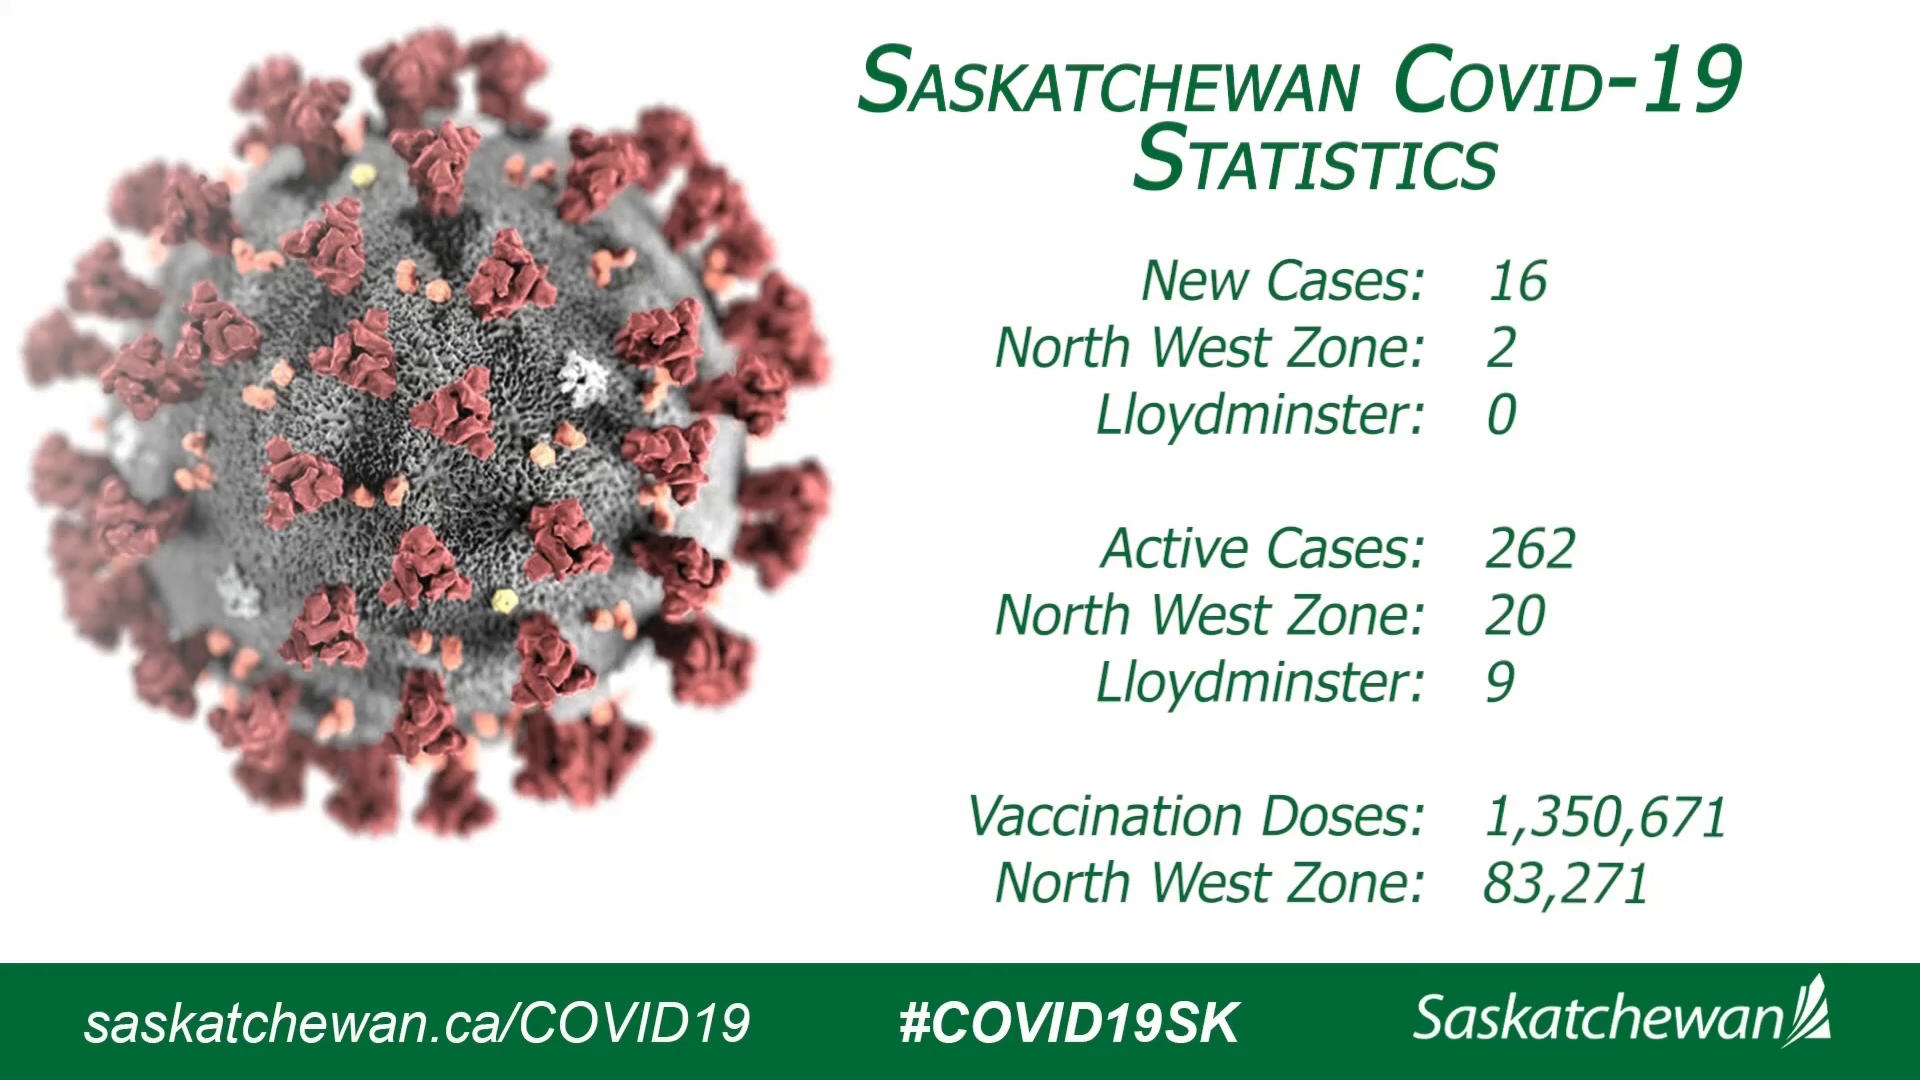 Saskatchewan Covid-19
Statistics
New Cases: 16
North West Zone: 2
Lloydminster: 0
Active Cases: 262
North West Zone: 20
Lloydminster: 9
Vaccination Doses: 1,350,671
North West Zone: 83,271
saskatchewan.ca/COVID19 #COVID19SK Saskatchewan